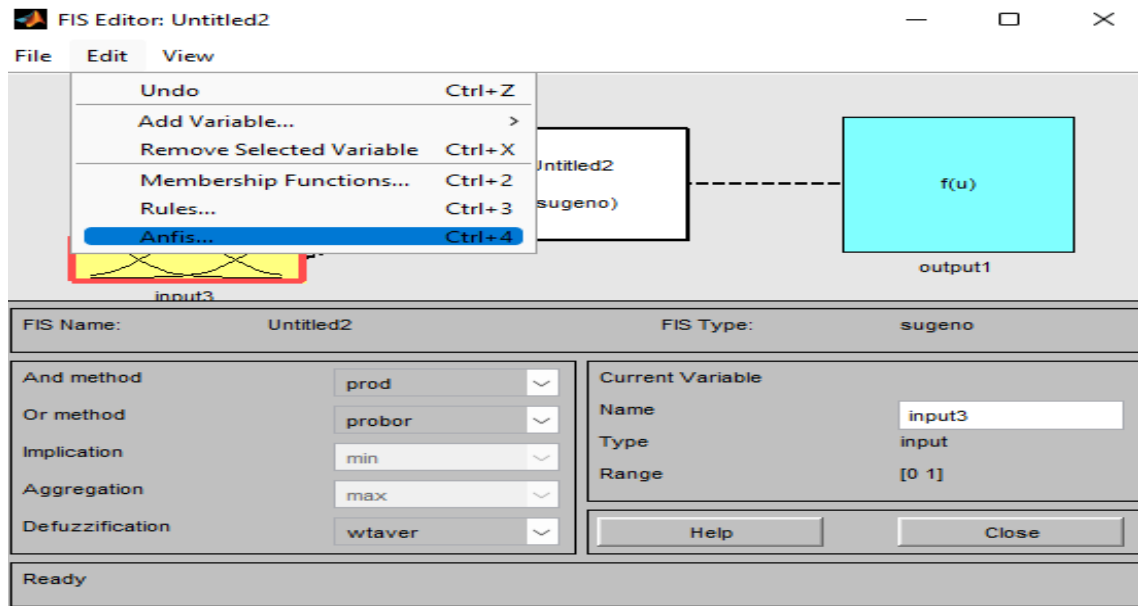 FIS Editor: Untitled2
File Edit View
Undo Ctrl+Z
Add Variable... >
Remove Selected Variable Ctrl+X
Membership Functions... Ctrl+2
Rules... Ctrl+3
Anfis... Ctrl+4
Untitled2
sugeno)
f(u)
input3
output1
FIS Name: Untitled2 FIS Type: sugeno
And method prod
Or method probor
Implication min
Aggregation max
Defuzzification wtaver
Current Variable
Name input3
Type input
Range [0 1]
Help Close
Ready